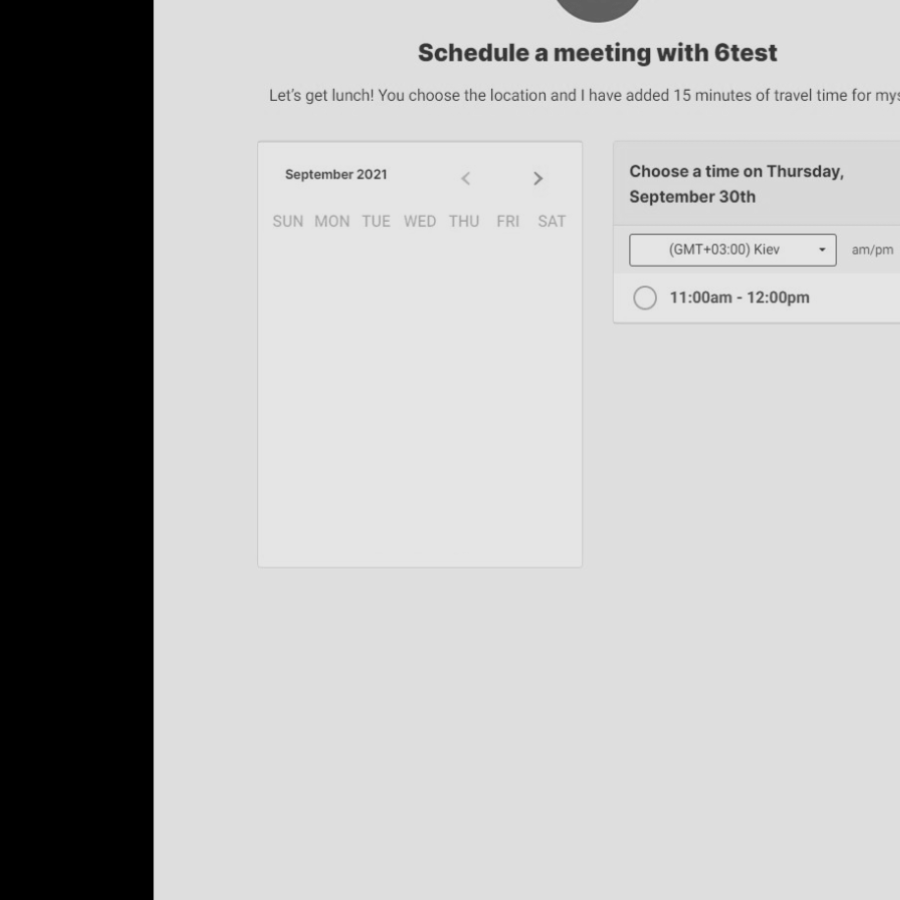 Schedule a meeting with 6test
Let's get lunch! You choose the location and I have added 15 minutes of travel time for
September 2021
SUN MON TUE WED THU FRI SAT
Choose a time on Thursday,
September 30th
(GMT+03:00) Kiev
am/pm
11:00am - 12:00pm